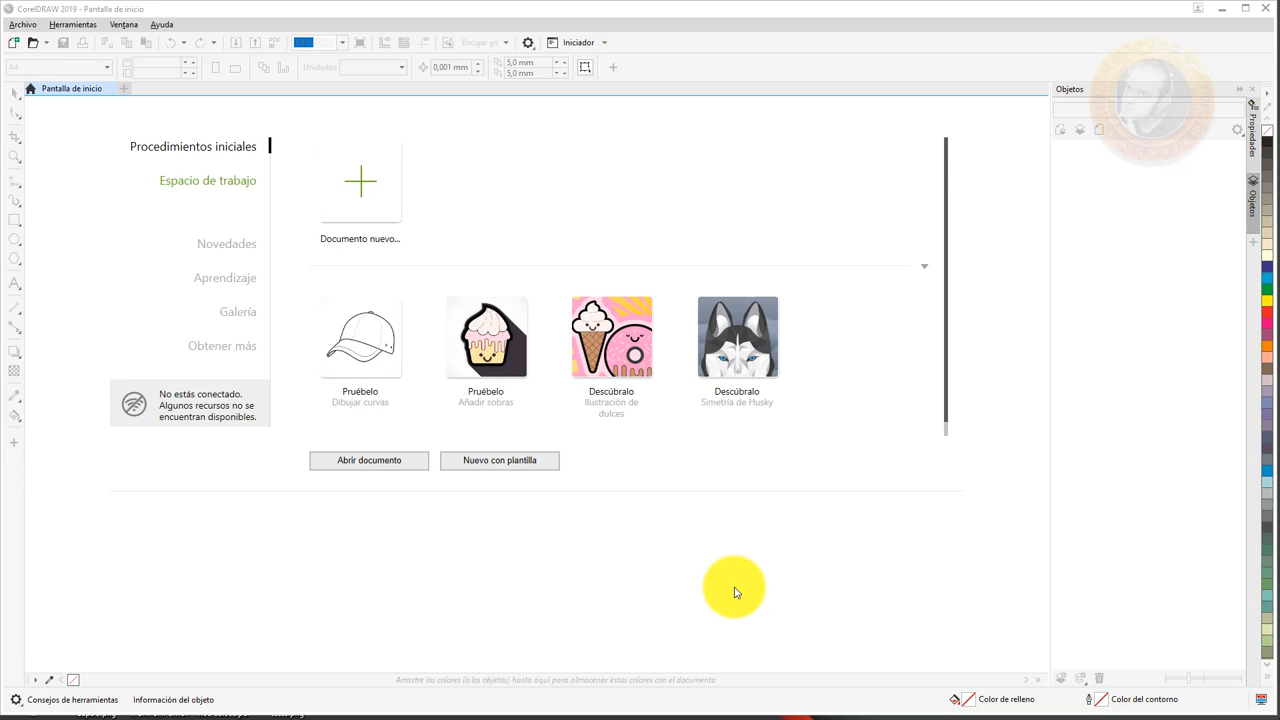 CorelDRAW 2019 - Pantalla de inicio
Archivo Herramientas Ventana Ayuda
Encajar en Iniciador
A4 Unidades: 0,001 mm 5,0 mm
5,0 mm
Pantalla de inicio
Objetos
Propiedades
Objetos
Procedimientos iniciales
Espacio de trabajo
Novedades
Aprendizaje
Galería
Obtener más
No estás conectado.
Algunos recursos no se
encuentran disponibles.
Documento nuevo...
Pruébelo
Dibujar curvas
Pruébelo
Añadir sobras
Descúbralo
Ilustración de
dulces
Descúbralo
Simetría de Husky
Abrir documento
Nuevo con plantilla
Arrastre los colores (o los objetos) hasta aquí para almacenar estos colores con el documento
Consejos de herramientas Información del objeto Color de relleno Color del contorno